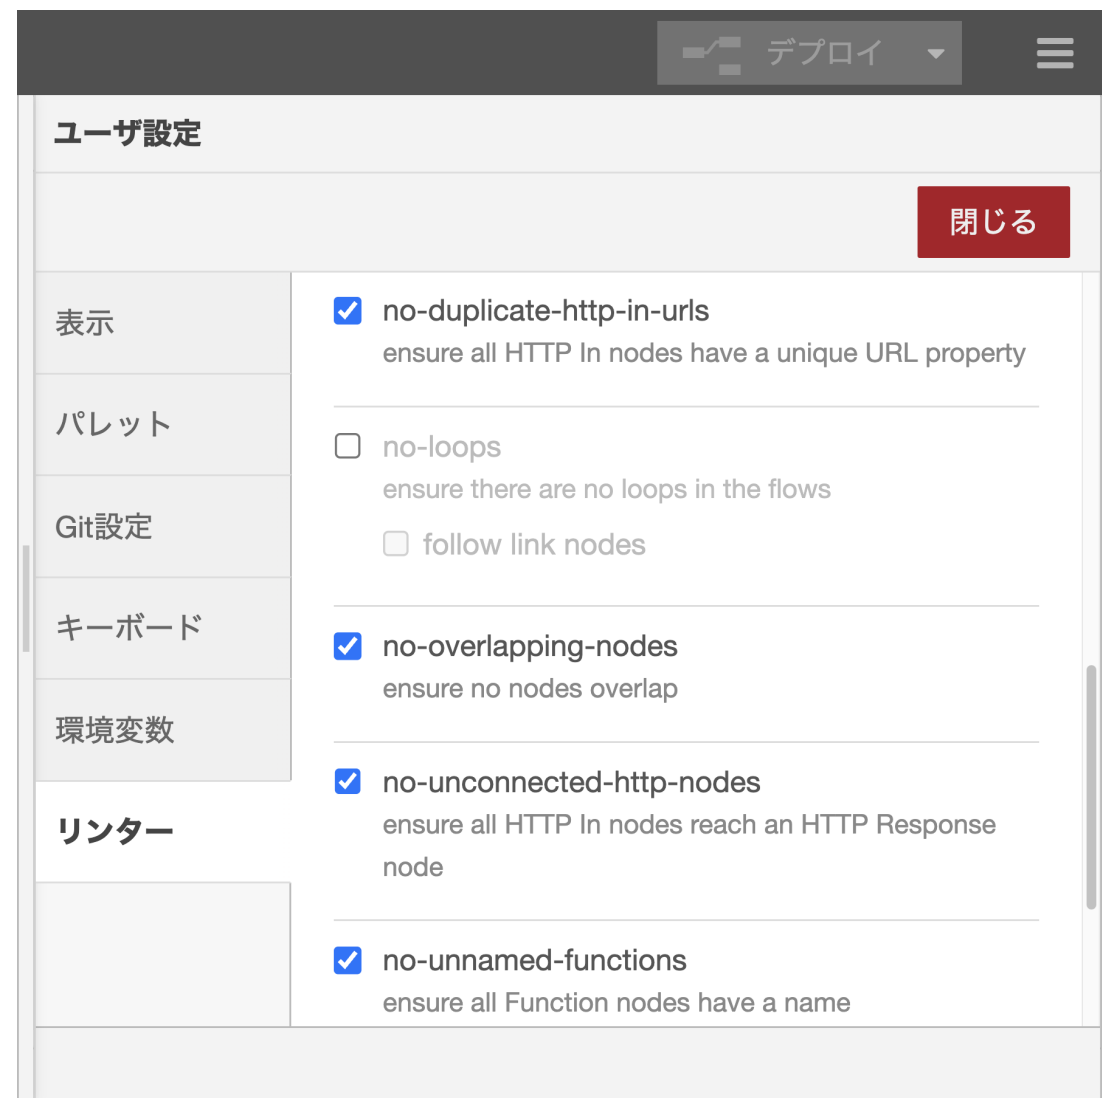 デプロイ
ユーザ設定
閉じる
表示
パレット
Git設定
キーボード
環境変数
リンター
no-duplicate-http-in-urls
ensure all HTTP In nodes have a unique URL property
no-loops
ensure there are no loops in the flows
follow link nodes
no-overlapping-nodes
ensure no nodes overlap
no-unconnected-http-nodes
ensure all HTTP In nodes reach an HTTP Response
node
no-unnamed-functions
ensure all Function nodes have a name